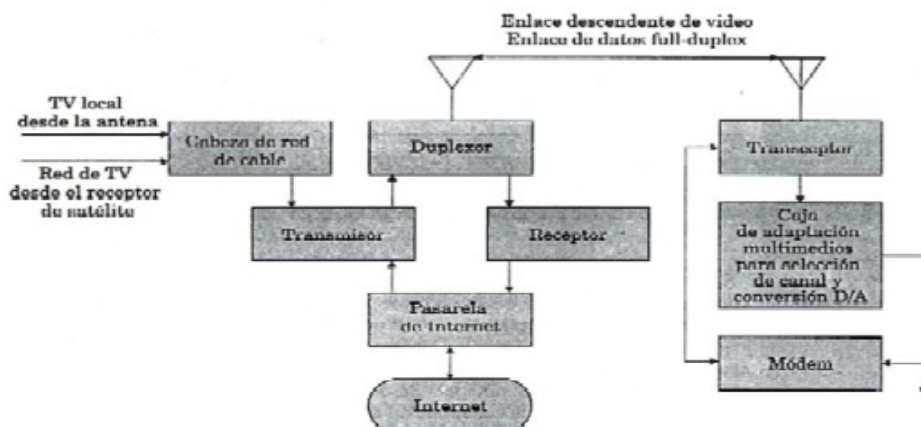 Enlace descendente de video
Enlace de datos full-duplex
TV local
desde la antena
Cabeza de red
de cable
Red de TV
desde el receptor
de satélite
Duplexor
Transceptor
Transmisor
Receptor
Caja
de adaptación
multimedios
para selección
de canal y
conversión D/A
Pasarela
de Internet
Módem
Internet